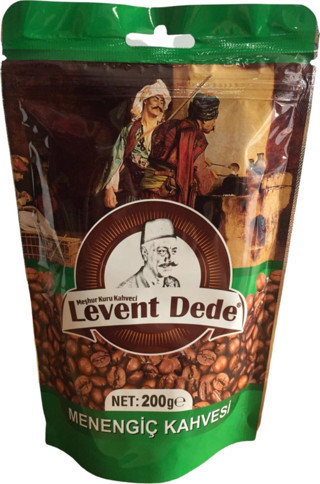 Meşhur Kuru Kahveci
Levent Dede®
NET: 200g℮
MENENGİÇ KAHVESİ